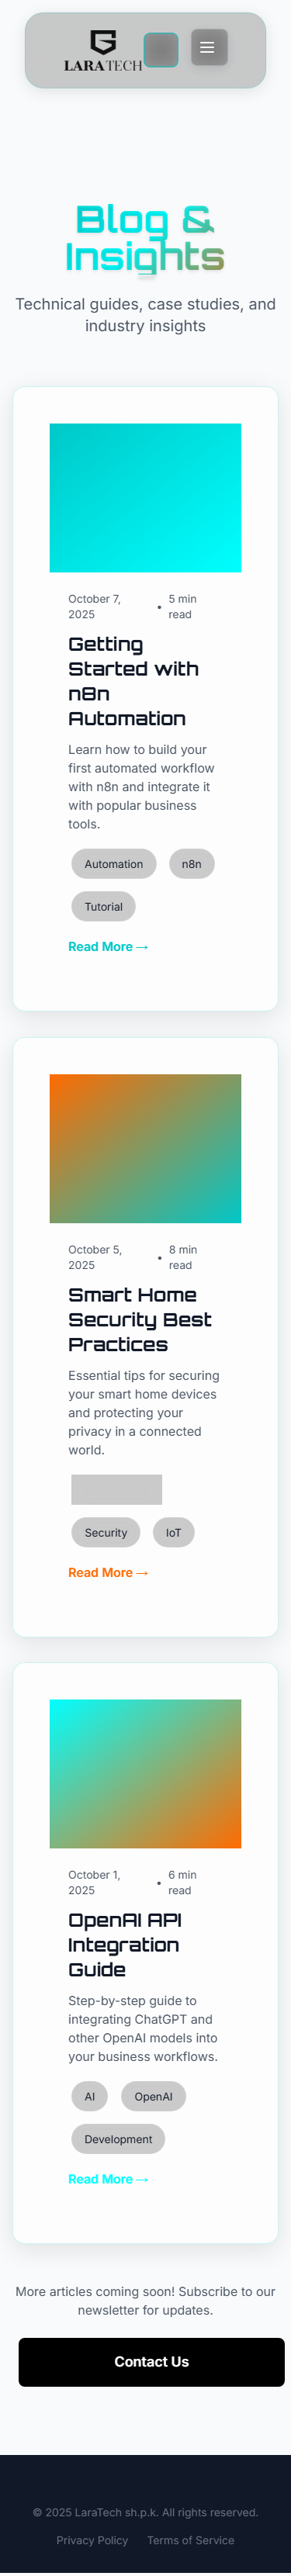 LARATECH
Blog &
Insights
Technical guides, case studies, and
industry insights
October 7,
2025
• 5 min
read
Getting
Started with
n8n
Automation
Learn how to build your
first automated workflow
with n8n and integrate it
with popular business
tools.
Automation n8n
Tutorial
Read More →
October 5,
2025
• 8 min
read
Smart Home
Security Best
Practices
Essential tips for securing
your smart home devices
and protecting your
privacy in a connected
world.
Security IoT
Read More →
October 1,
2025
• 6 min
read
OpenAI API
Integration
Guide
Step-by-step guide to
integrating ChatGPT and
other OpenAI models into
your business workflows.
AI OpenAI
Development
Read More →
More articles coming soon! Subscribe to our
newsletter for updates.
Contact Us
© 2025 LaraTech sh.p.k. All rights reserved.
Privacy Policy Terms of Service